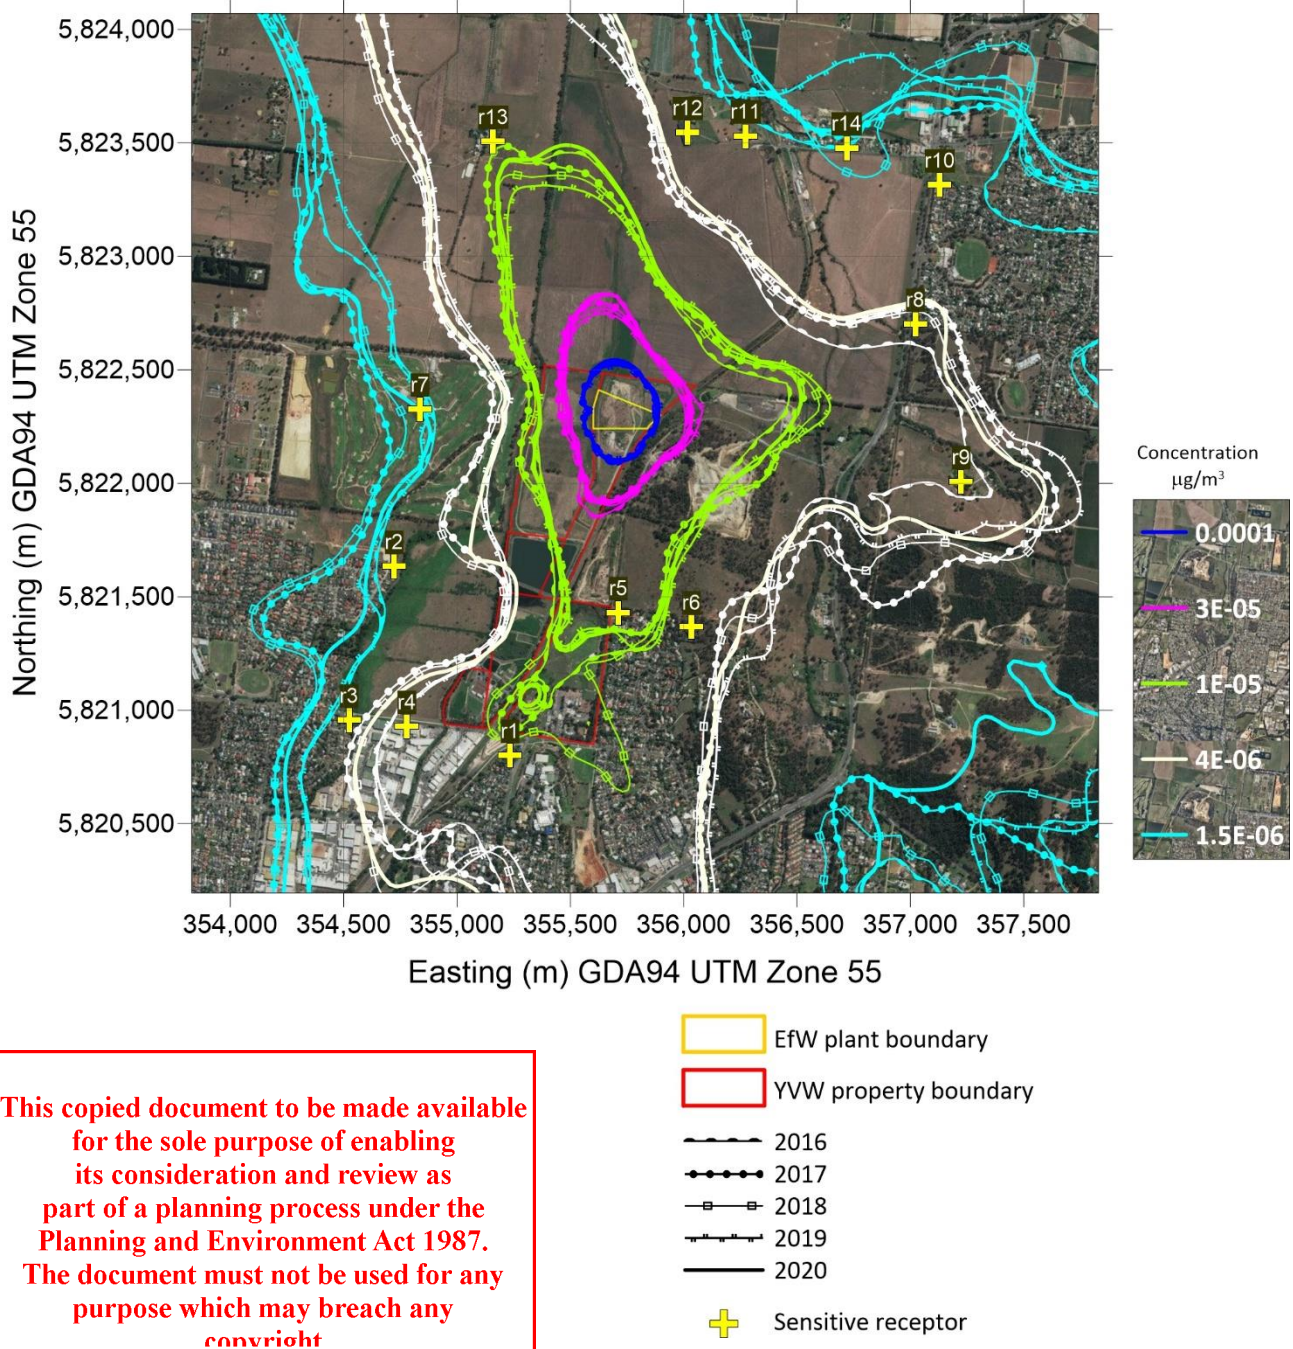 5,824,000
5,823,500
5,823,000
5,822,500
5,822,000
5,821,500
5,821,000
5,820,500
Northing (m) GDA94 UTM Zone 55
r13
r12
r11
r14
r10
r8
r7
r9
r2
r5
r6
r3
r4
r1
354,000
354,500
355,000
355,500
356,000
356,500
357,000
357,500
Easting (m) GDA94 UTM Zone 55
Concentration
µg/m³
0.0001
3E-05
1E-05
4E-06
1.5E-06
EfW plant boundary
YVW property boundary
2016
2017
2018
2019
2020
Sensitive receptor
This copied document to be made available
for the sole purpose of enabling
its consideration and review as
part of a planning process under the
Planning and Environment Act 1987.
The document must not be used for any
purpose which may breach any
copyright